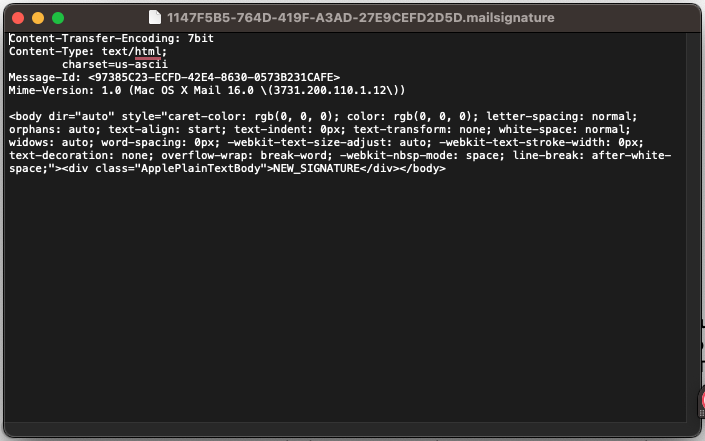 1147F5B5-764D-419F-A3AD-27E9CEFD2D5D.mailsignature
Content-Transfer-Encoding: 7bit
Content-Type: text/html;
charset=us-ascii
Message-Id: <97385C23-ECFD-42E4-8630-0573B231CAFE>
Mime-Version: 1.0 (Mac OS X Mail 16.0 \(3731.200.110.1.12\))
<body dir="auto" style="caret-color: rgb(0, 0, 0); color: rgb(0, 0, 0); letter-spacing: normal;
orphans: auto; text-align: start; text-indent: 0px; text-transform: none; white-space: normal;
widows: auto; word-spacing: 0px; -webkit-text-size-adjust: auto; -webkit-text-stroke-width: 0px;
text-decoration: none; overflow-wrap: break-word; -webkit-nbsp-mode: space; line-break: after-white-
space;"><div class="ApplePlainTextBody">NEW_SIGNATURE</div></body>